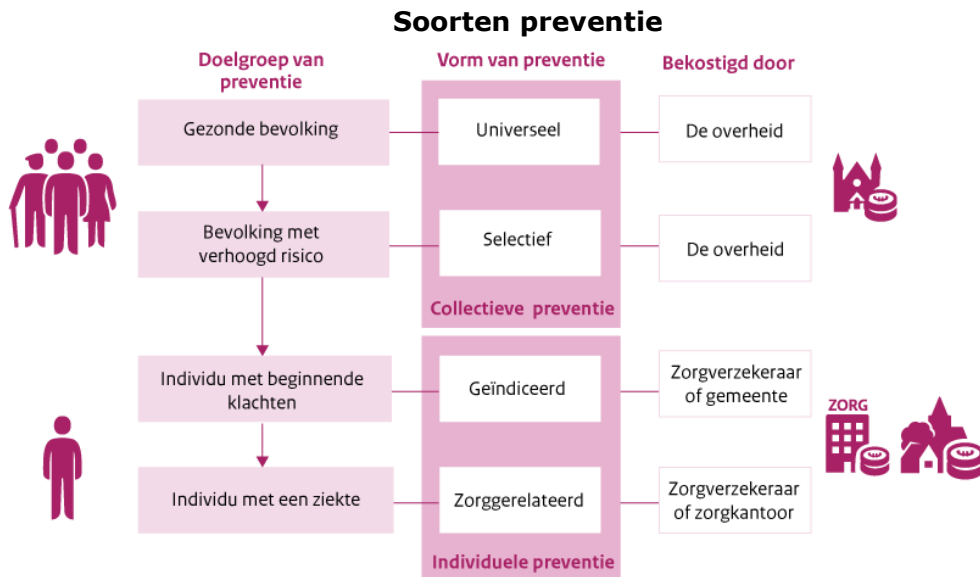 Soorten preventie
Doelgroep van
preventie
Vorm van preventie
Bekostigd door
Gezonde bevolking
Universeel
De overheid
Bevolking met
verhoogd risico
Selectief
De overheid
Collectieve preventie
Individu met beginnende
klachten
Geïndiceerd
Zorgverzekeraar
of gemeente
ZORG
Individu met een ziekte
Zorggerelateerd
Zorgverzekeraar
of zorgkantoor
Individuele preventie